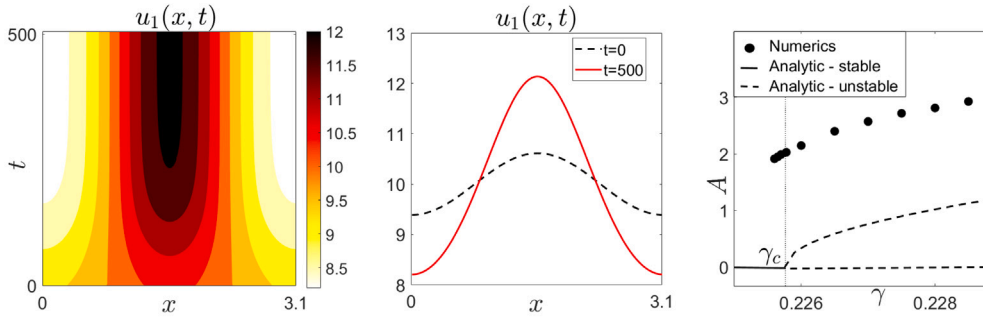 u₁(x, t)
500
t
0
0
x
3.1
12
11.5
11
10.5
10
9.5
9
8.5
u₁(x, t)
13
12
11
10
9
8
t=0
t=500
0
x
3.1
Numerics
Analytic - stable
Analytic - unstable
3
2
1
0
A
γc
0.226
γ
0.228